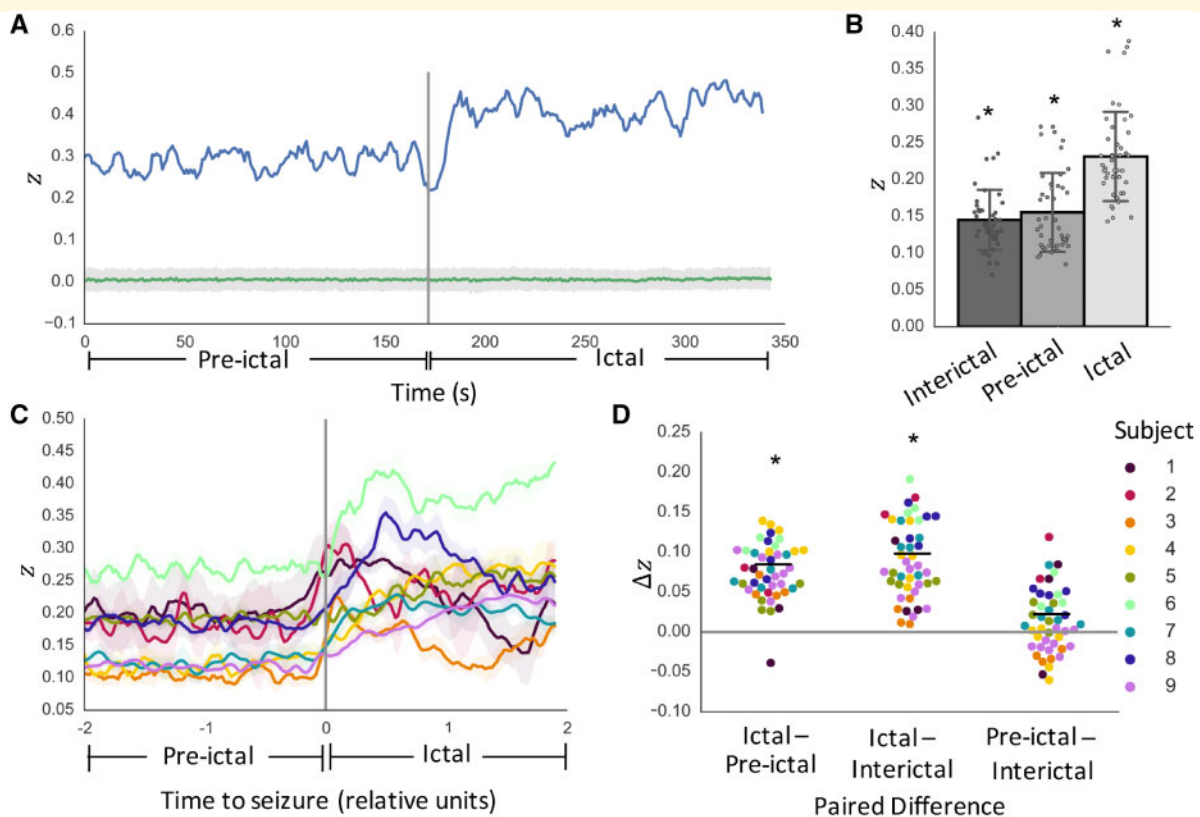 A
0.6
0.5
0.4
0.3
0.2
0.1
0.0
−0.1
z
0 50 100 150 200 250 300 350
Pre-ictal Ictal
Time (s)
B
0.40
0.35
0.30
0.25
0.20
0.15
0.10
0.05
0.00
z
* * *
Interictal Pre-ictal Ictal
C
0.50
0.45
0.40
0.35
0.30
0.25
0.20
0.15
0.10
0.05
z
-2 -1 0 1 2
Pre-ictal Ictal
Time to seizure (relative units)
D
0.25
0.20
0.15
0.10
0.05
0.00
-0.05
-0.10
Δz
* *
Ictal – Ictal – Pre-ictal –
Pre-ictal Interictal Interictal
Paired Difference
Subject
1
2
3
4
5
6
7
8
9